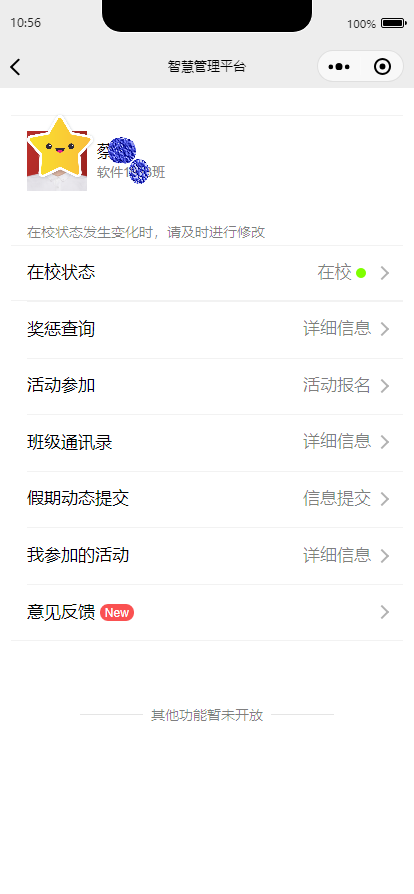 10:56
100%
智慧管理平台
蔡
软件1 班
在校状态发生变化时，请及时进行修改
在校状态 在校
奖惩查询 详细信息
活动参加 活动报名
班级通讯录 详细信息
假期动态提交 信息提交
我参加的活动 详细信息
意见反馈 New
其他功能暂未开放